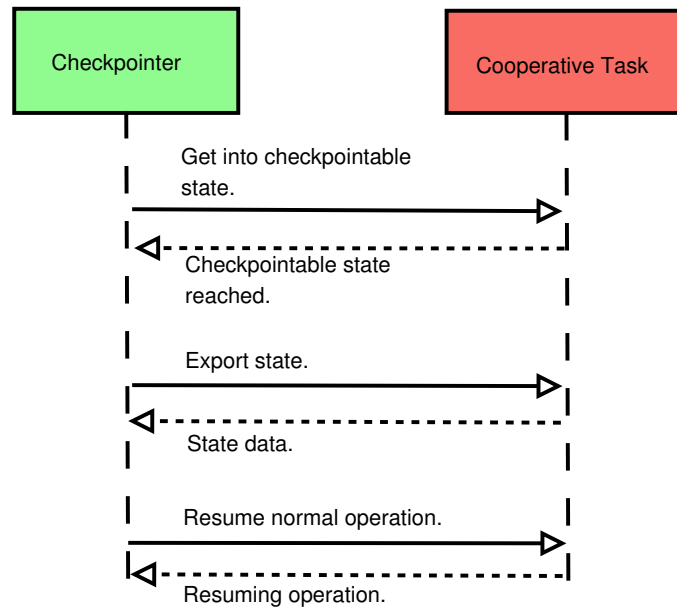 Checkpointer
Cooperative Task
Get into checkpointable
state.
Checkpointable state
reached.
Export state.
State data.
Resume normal operation.
Resuming operation.